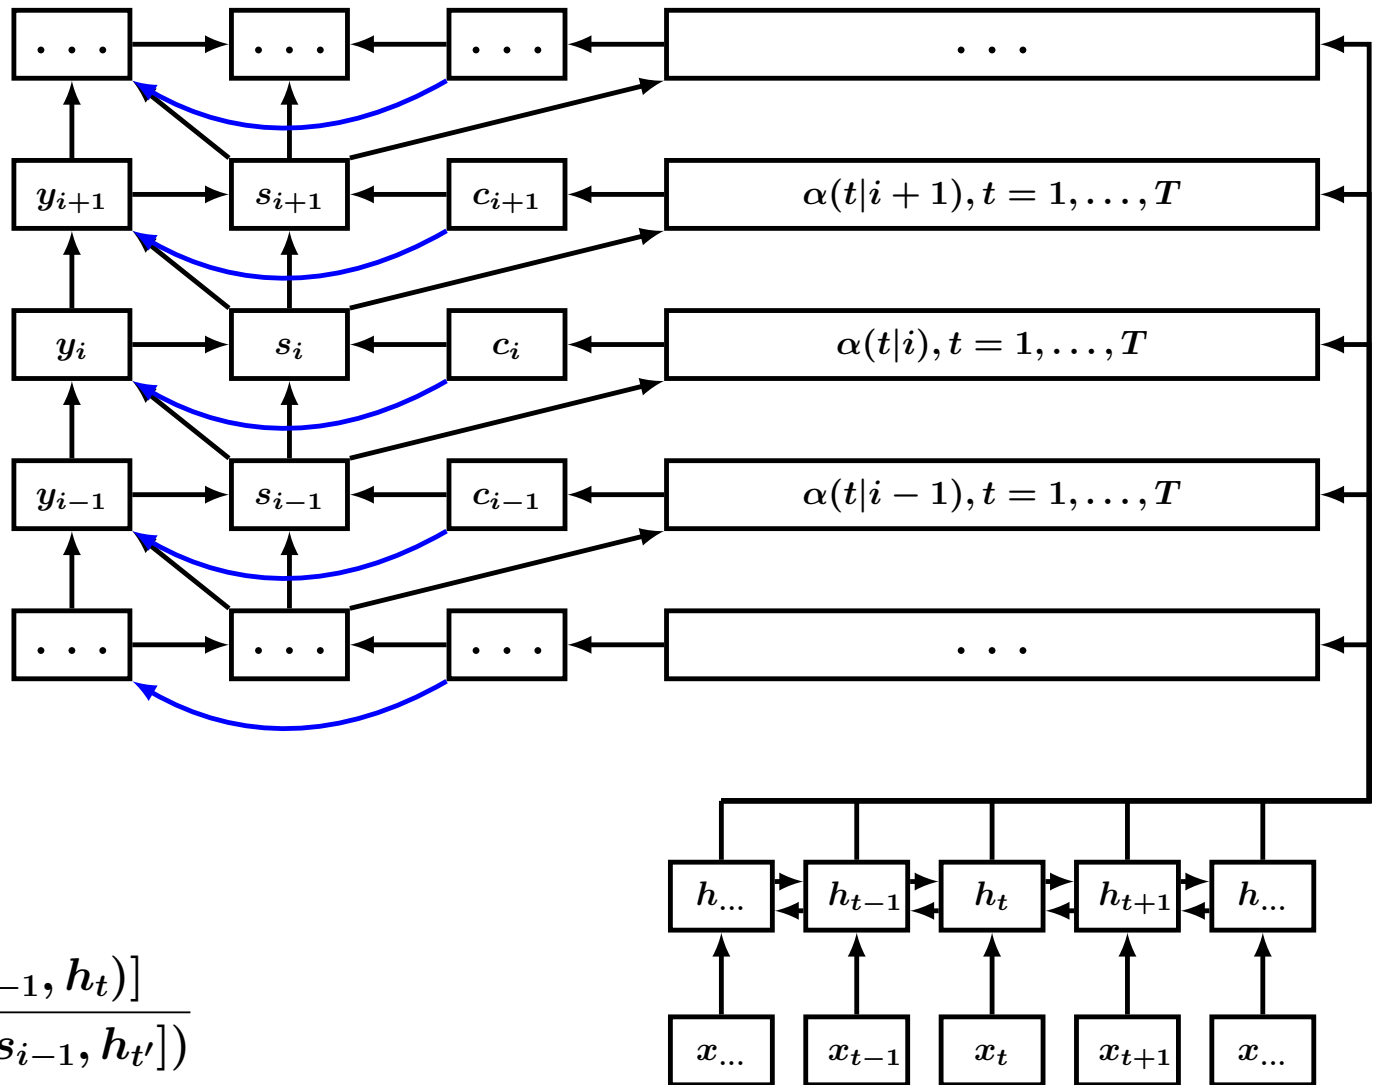 . . . . . . . . . . . .
y_{i+1} s_{i+1} c_{i+1} α(t|i + 1), t = 1, . . . , T
y_i s_i c_i α(t|i), t = 1, . . . , T
y_{i−1} s_{i−1} c_{i−1} α(t|i − 1), t = 1, . . . , T
. . . . . . . . . . . .
h_{...} h_{t−1} h_t h_{t+1} h_{...}
−1, h_t)]
s_{i−1}, h_{t′}])
x_{...} x_{t−1} x_t x_{t+1} x_{...}